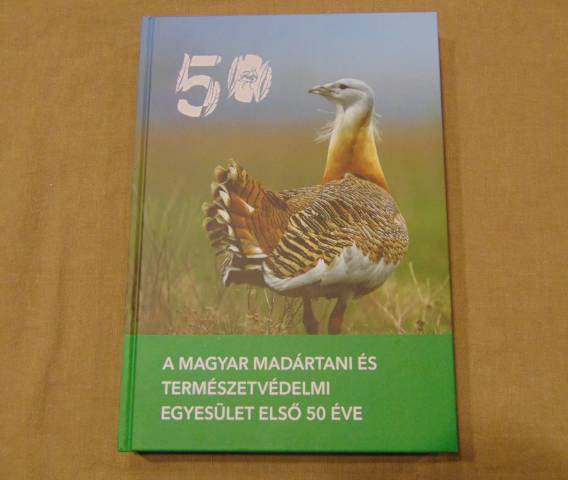 50
A MAGYAR MADÁRTANI ÉS
TERMÉSZETVÉDELMI
EGYESÜLET ELSŐ 50 ÉVE